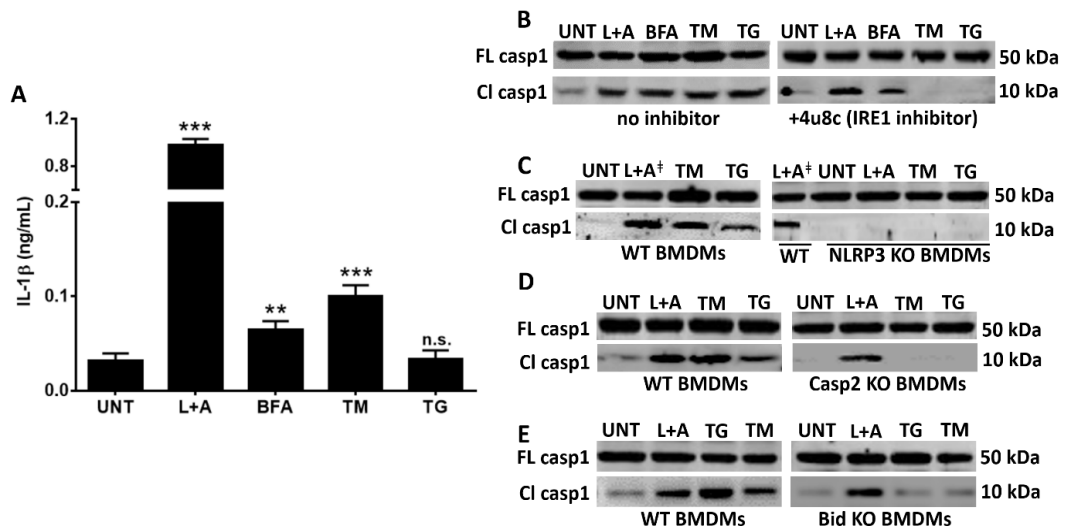 A
IL-1β (ng/mL)
1.2
0.8
0.2
0.1
0.0
*** ** *** n.s.
UNT L+A BFA TM TG
B
UNT L+A BFA TM TG UNT L+A BFA TM TG
FL casp1 50 kDa
Cl casp1 10 kDa
no inhibitor +4u8c (IRE1 inhibitor)
C
UNT L+A‡ TM TG L+A‡ UNT L+A TM TG
FL casp1 50 kDa
Cl casp1 10 kDa
WT BMDMs WT NLRP3 KO BMDMs
D
UNT L+A TM TG UNT L+A TM TG
FL casp1 50 kDa
Cl casp1 10 kDa
WT BMDMs Casp2 KO BMDMs
E
UNT L+A TG TM UNT L+A TG TM
FL casp1 50 kDa
Cl casp1 10 kDa
WT BMDMs Bid KO BMDMs